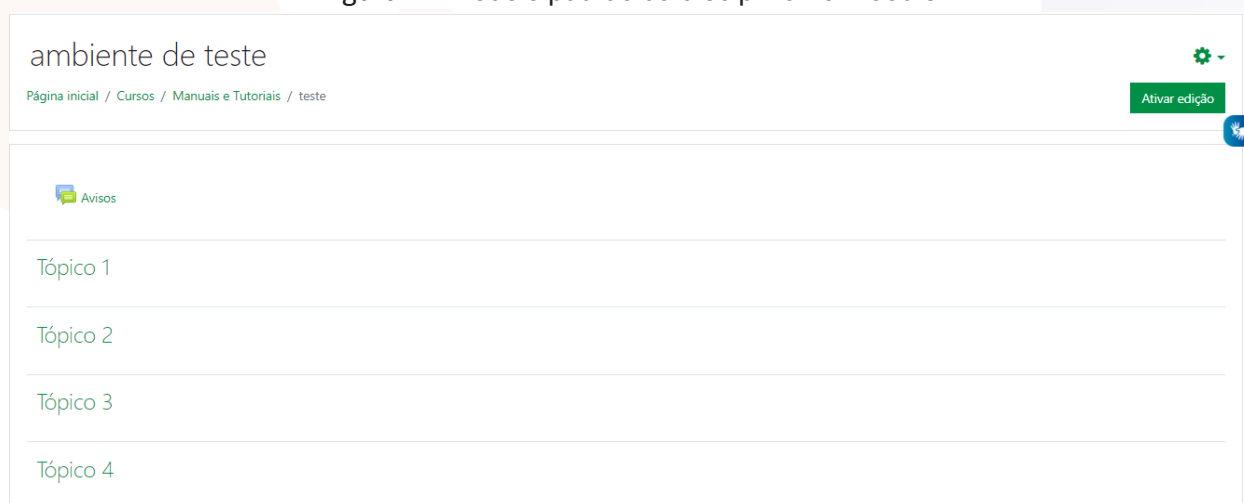 ambiente de teste
Página inicial / Cursos / Manuais e Tutoriais / teste
Ativar edição
Avisos
Tópico 1
Tópico 2
Tópico 3
Tópico 4